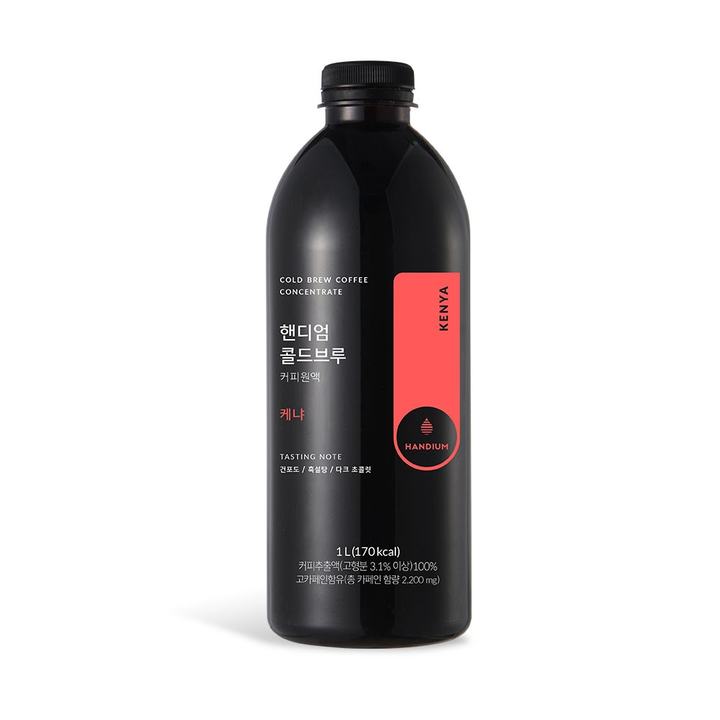 COLD BREW COFFEE
CONCENTRATE
핸디엄
콜드브루
커피원액
케냐
KENYA
HANDIUM
TASTING NOTE
건포도 / 흑설탕 / 다크 초콜릿
1 L(170 kcal)
커피추출액(고형분 3.1% 이상)100%
고카페인함유(총 카페인 함량 2,200 mg)